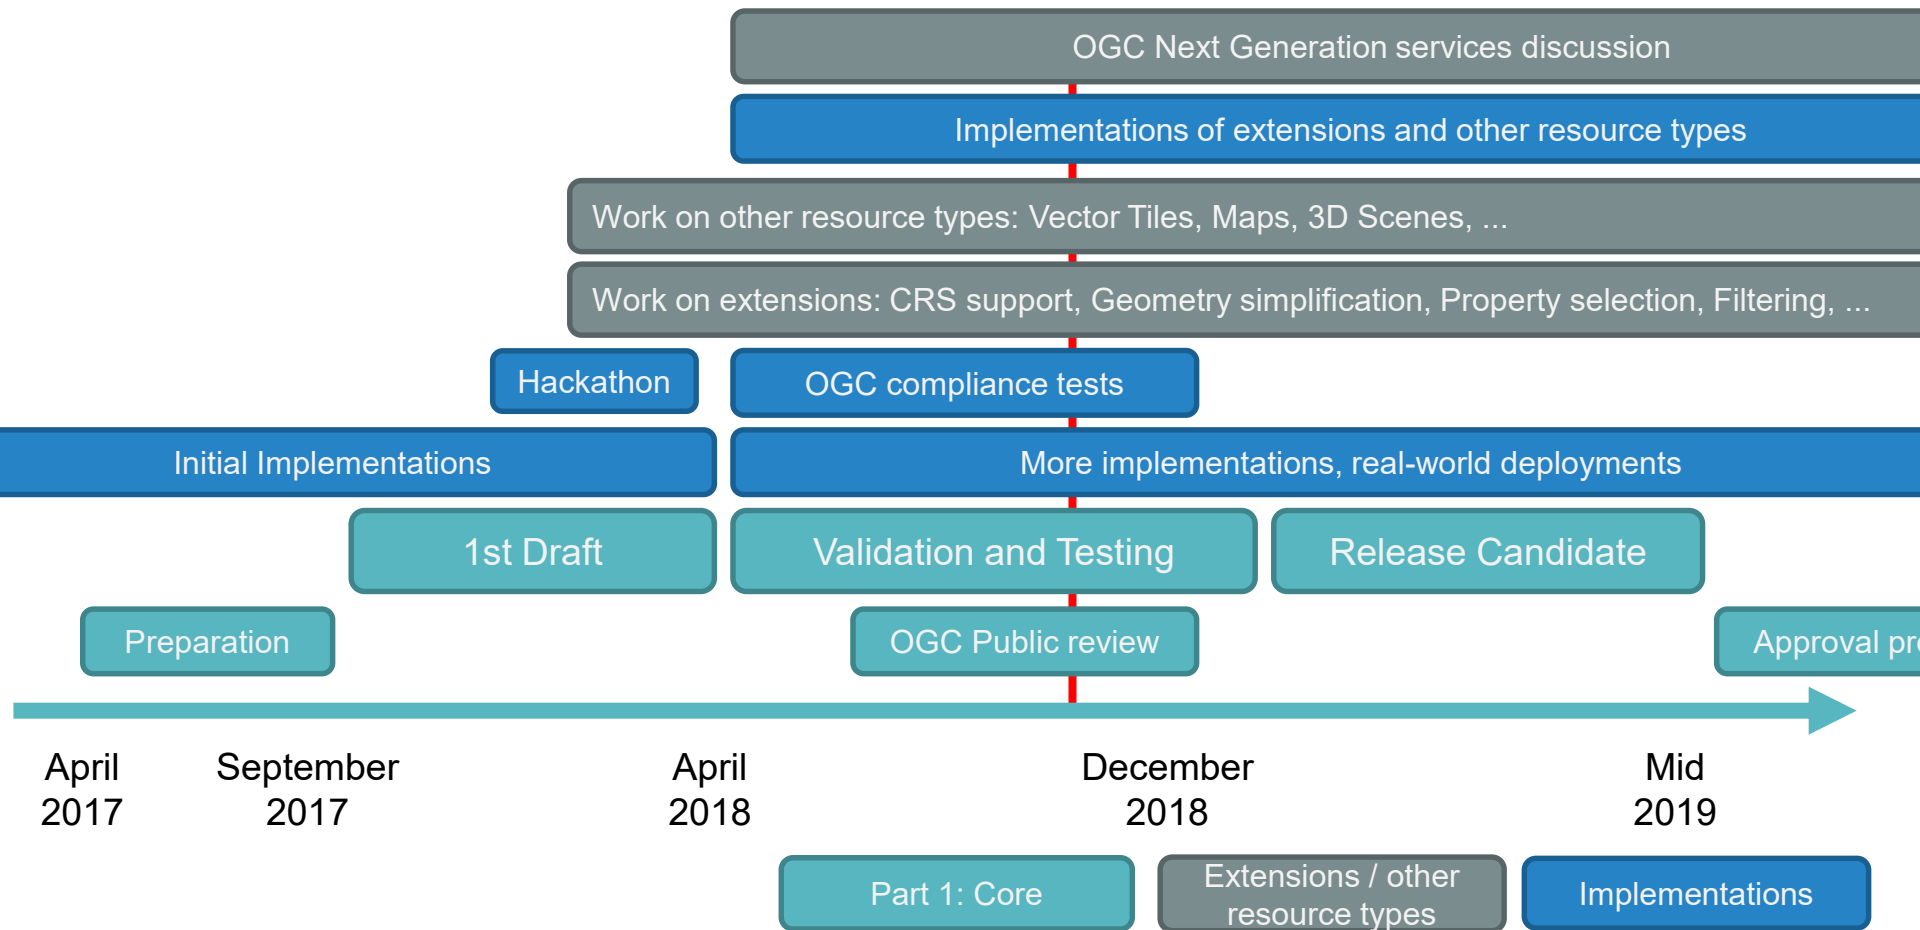 OGC Next Generation services discussion
Implementations of extensions and other resource types
Work on other resource types: Vector Tiles, Maps, 3D Scenes, ...
Work on extensions: CRS support, Geometry simplification, Property selection, Filtering, ...
Hackathon
OGC compliance tests
Initial Implementations
More implementations, real-world deployments
1st Draft
Validation and Testing
Release Candidate
Preparation
OGC Public review
Approval
April
2017
September
2017
April
2018
December
2018
Mid
2019
Part 1: Core
Extensions / other
resource types
Implementations